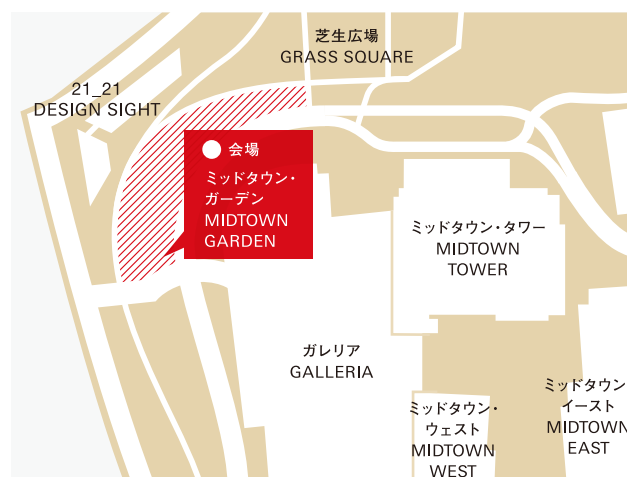 芝生広場
GRASS SQUARE
21_21
DESIGN SIGHT
会場
ミッドタウン・
ガーデン
MIDTOWN
GARDEN
ミッドタウン・タワー
MIDTOWN
TOWER
ガレリア
GALLERIA
ミッドタウン・
ウェスト
MIDTOWN
WEST
ミッドタウン・
イースト
MIDTOWN
EAST